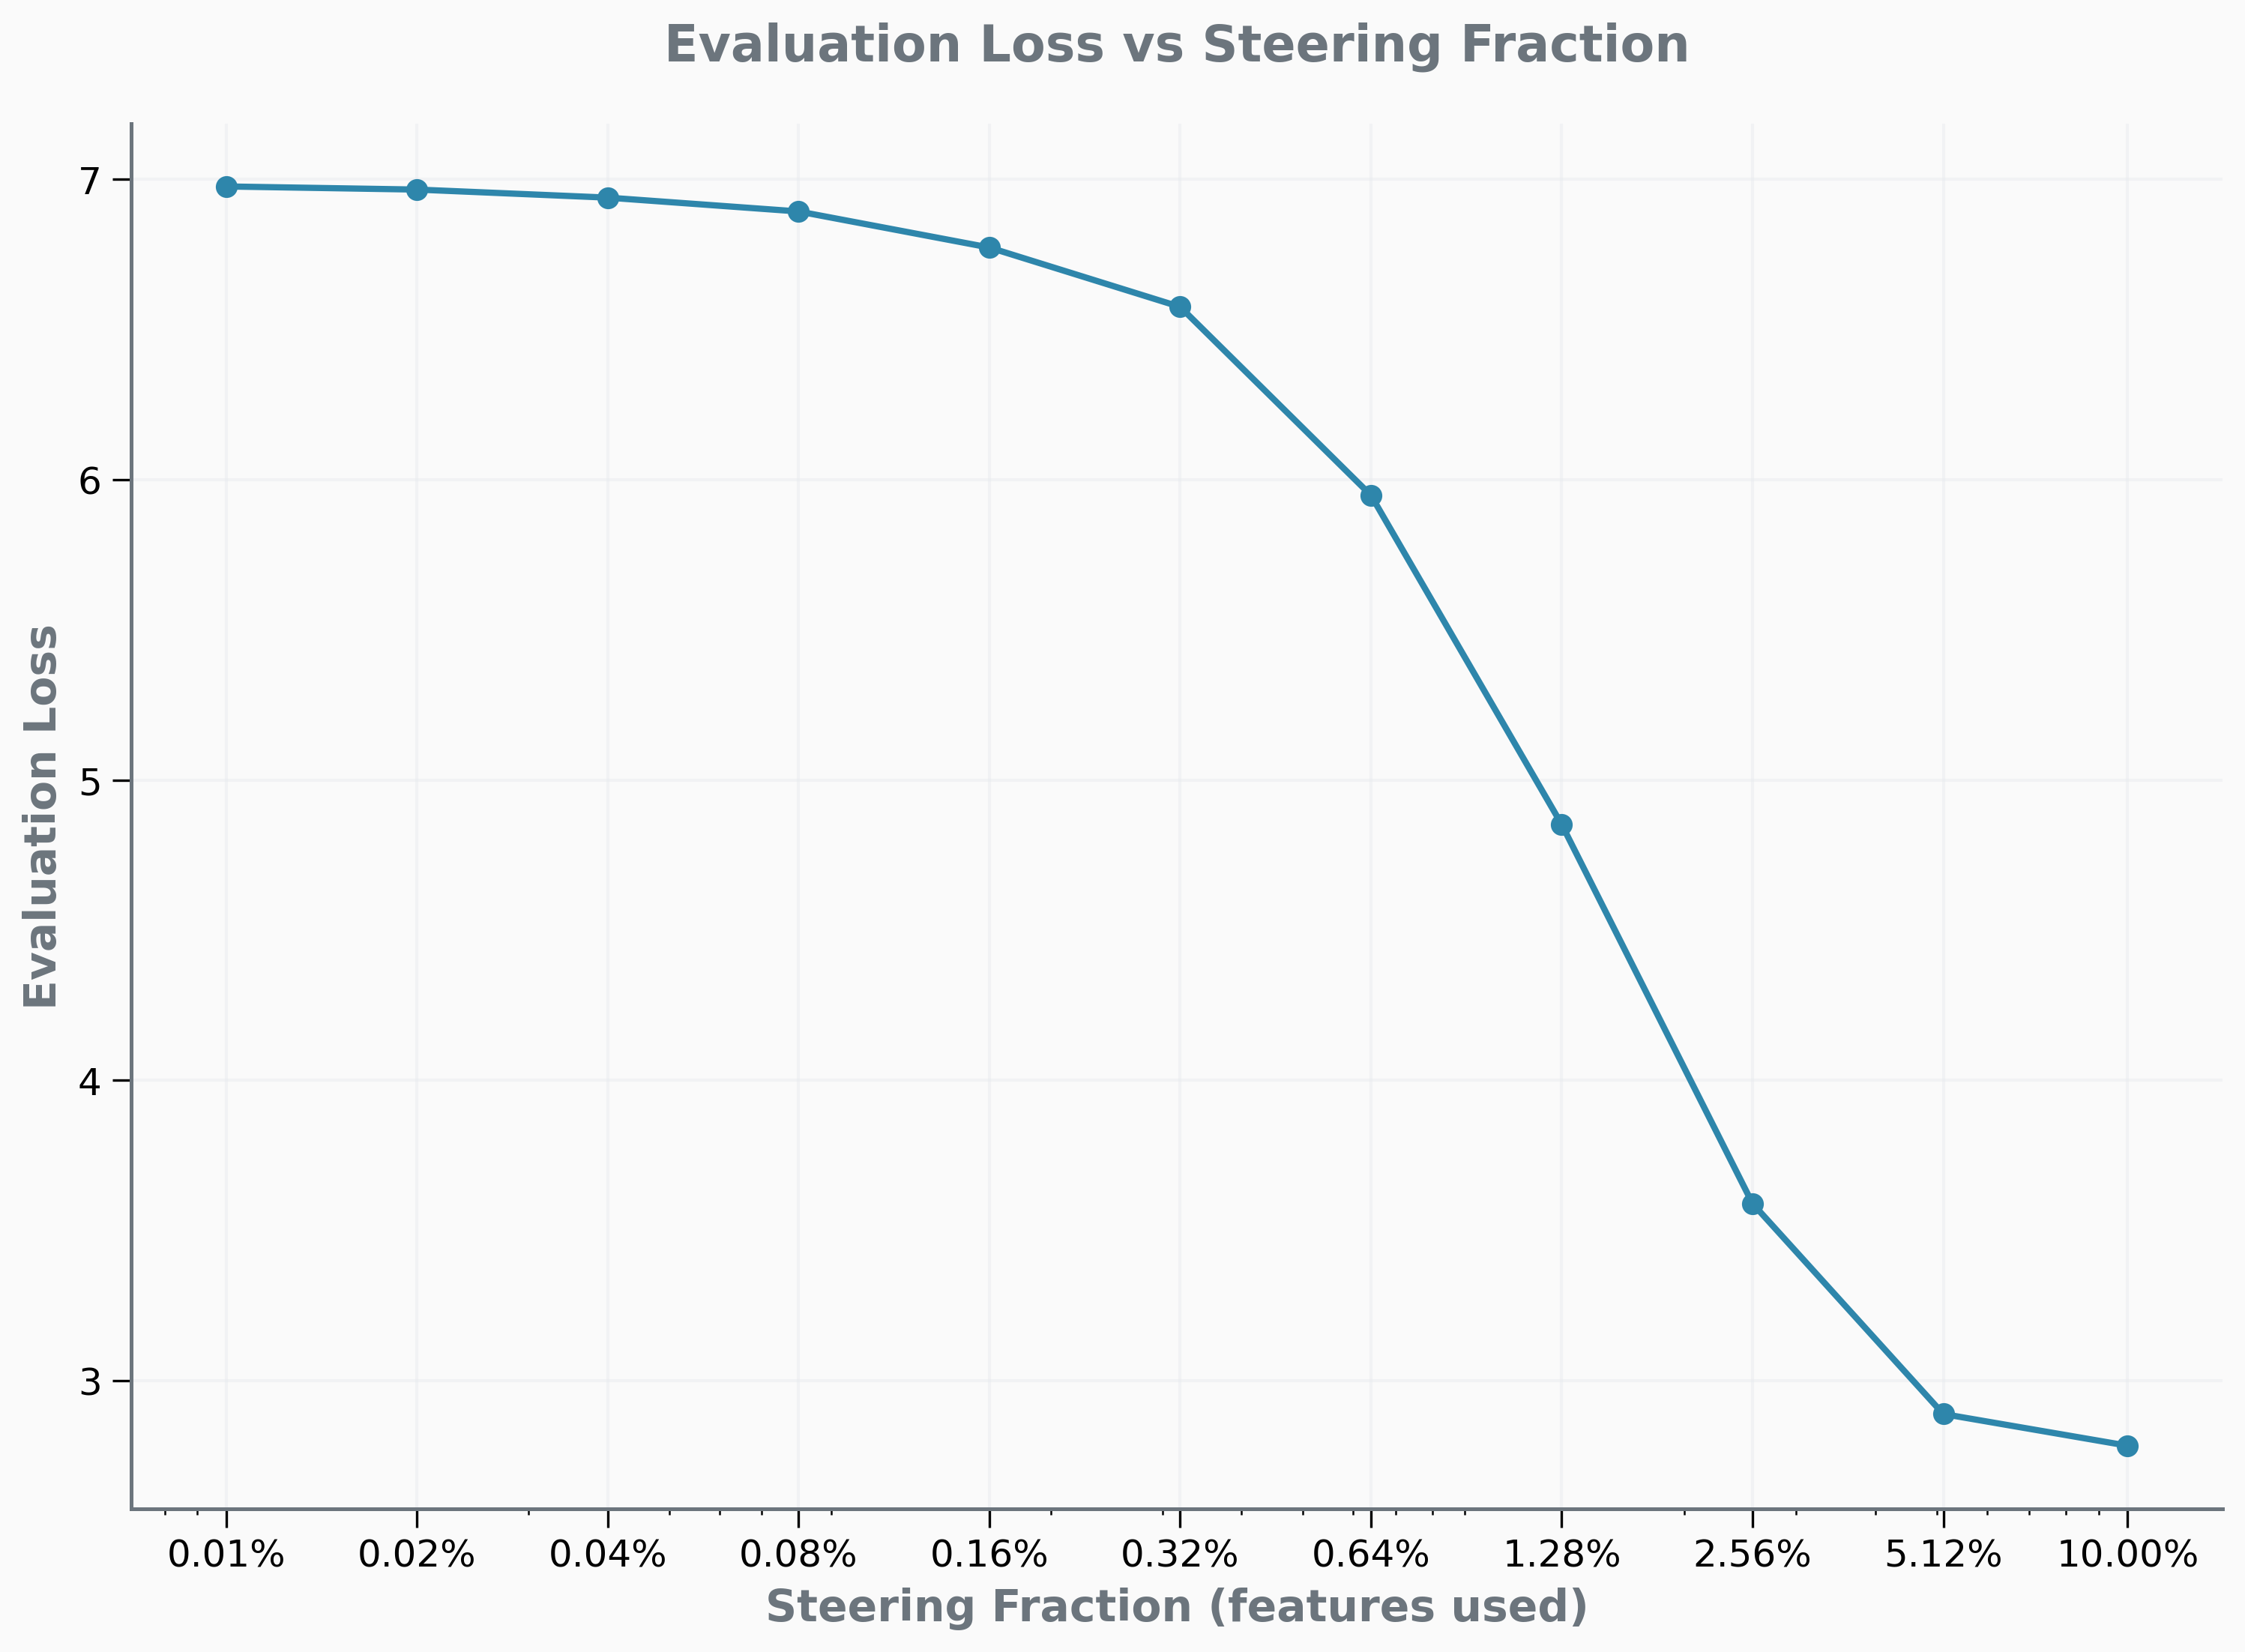 Evaluation Loss vs Steering Fraction
7
6
5
4
3
Evaluation Loss
0.01% 0.02% 0.04% 0.08% 0.16% 0.32% 0.64% 1.28% 2.56% 5.12% 10.00%
Steering Fraction (features used)